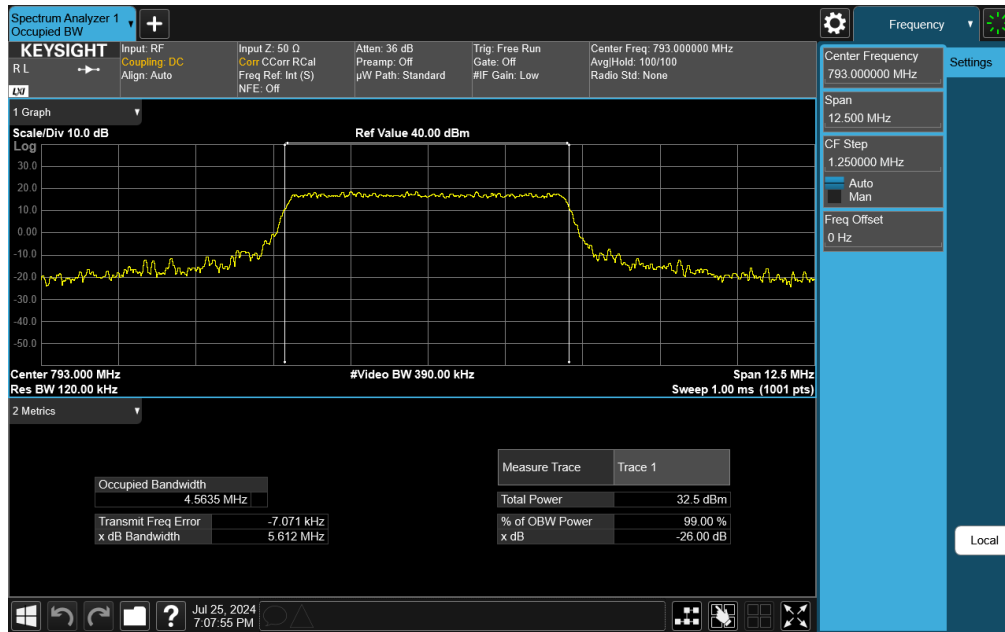 Spectrum Analyzer 1
Occupied BW
Frequency
KEYSIGHT
R L
LXI
Input: RF
Coupling: DC
Align: Auto
Input Z: 50 Ω
Corr CCorr RCal
Freq Ref: Int (S)
NFE: Off
Atten: 36 dB
Preamp: Off
µW Path: Standard
Trig: Free Run
Gate: Off
#IF Gain: Low
Center Freq: 793.000000 MHz
Avg|Hold: 100/100
Radio Std: None
Center Frequency
793.000000 MHz
Settings
Span
12.500 MHz
CF Step
1.250000 MHz
Auto
Man
Freq Offset
0 Hz
1 Graph
Scale/Div 10.0 dB
Ref Value 40.00 dBm
Log
30.0
20.0
10.0
0.00
-10.0
-20.0
-30.0
-40.0
-50.0
Center 793.000 MHz
#Video BW 390.00 kHz
Span 12.5 MHz
Res BW 120.00 kHz
Sweep 1.00 ms (1001 pts)
2 Metrics
Occupied Bandwidth
4.5635 MHz
Transmit Freq Error -7.071 kHz
x dB Bandwidth 5.612 MHz
Measure Trace Trace 1
Total Power 32.5 dBm
% of OBW Power 99.00 %
x dB -26.00 dB
Local
?
Jul 25, 2024
7:07:55 PM